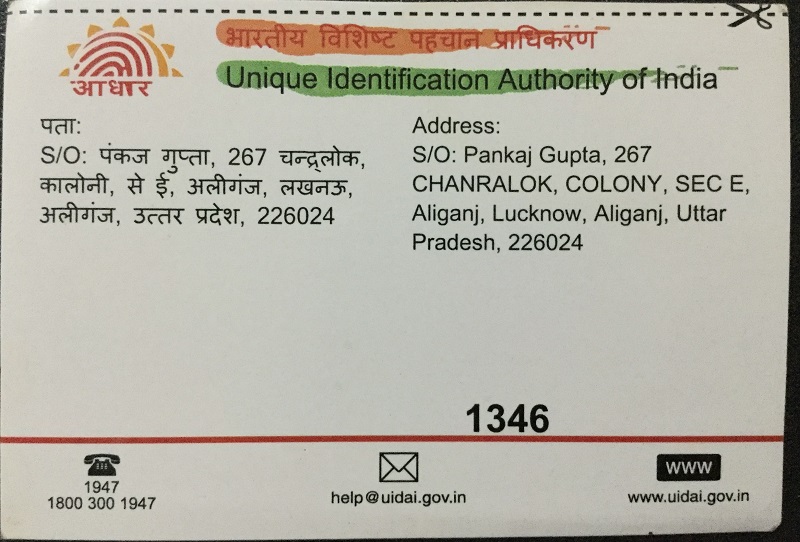 आधार
भारतीय विशिष्ट पहचान प्राधिकरण
Unique Identification Authority of India
पता:
S/O: पंकज गुप्ता, 267 चन्द्र्लोक,
कालोनी, से ई, अलीगंज, लखनऊ,
अलीगंज, उत्तर प्रदेश, 226024
Address:
S/O: Pankaj Gupta, 267
CHANRALOK, COLONY, SEC E,
Aliganj, Lucknow, Aliganj, Uttar
Pradesh, 226024
1346
1947
1800 300 1947
help@uidai.gov.in
www
www.uidai.gov.in